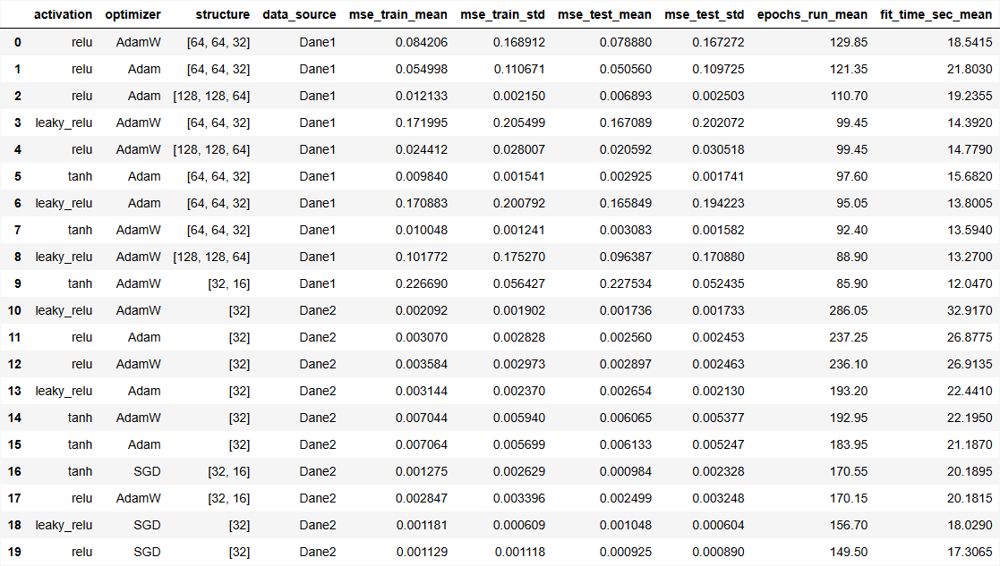 activation optimizer structure data_source mse_train_mean mse_train_std mse_test_mean mse_test_std epochs_run_mean fit_time_sec_mean
0 relu AdamW [64, 64, 32] Dane1 0.084206 0.168912 0.078880 0.167272 129.85 18.5415
1 relu Adam [64, 64, 32] Dane1 0.054998 0.110671 0.050560 0.109725 121.35 21.8030
2 relu Adam [128, 128, 64] Dane1 0.012133 0.002150 0.006893 0.002503 110.70 19.2355
3 leaky_relu AdamW [64, 64, 32] Dane1 0.171995 0.205499 0.167089 0.202072 99.45 14.3920
4 relu AdamW [128, 128, 64] Dane1 0.024412 0.028007 0.020592 0.030518 99.45 14.7790
5 tanh Adam [64, 64, 32] Dane1 0.009840 0.001541 0.002925 0.001741 97.60 15.6820
6 leaky_relu Adam [64, 64, 32] Dane1 0.170883 0.200792 0.165849 0.194223 95.05 13.8005
7 tanh AdamW [64, 64, 32] Dane1 0.010048 0.001241 0.003083 0.001582 92.40 13.5940
8 leaky_relu AdamW [128, 128, 64] Dane1 0.101772 0.175270 0.096387 0.170880 88.90 13.2700
9 tanh AdamW [32, 16] Dane1 0.226690 0.056427 0.227534 0.052435 85.90 12.0470
10 leaky_relu AdamW [32] Dane2 0.002092 0.001902 0.001736 0.001733 286.05 32.9170
11 relu Adam [32] Dane2 0.003070 0.002828 0.002560 0.002453 237.25 26.8775
12 relu AdamW [32] Dane2 0.003584 0.002973 0.002897 0.002463 236.10 26.9135
13 leaky_relu Adam [32] Dane2 0.003144 0.002370 0.002654 0.002130 193.20 22.4410
14 tanh AdamW [32] Dane2 0.007044 0.005940 0.006065 0.005377 192.95 22.1950
15 tanh Adam [32] Dane2 0.007064 0.005699 0.006133 0.005247 183.95 21.1870
16 tanh SGD [32, 16] Dane2 0.001275 0.002629 0.000984 0.002328 170.55 20.1895
17 relu AdamW [32, 16] Dane2 0.002847 0.003396 0.002499 0.003248 170.15 20.1815
18 leaky_relu SGD [32] Dane2 0.001181 0.000609 0.001048 0.000604 156.70 18.0290
19 relu SGD [32] Dane2 0.001129 0.001118 0.000925 0.000890 149.50 17.3065